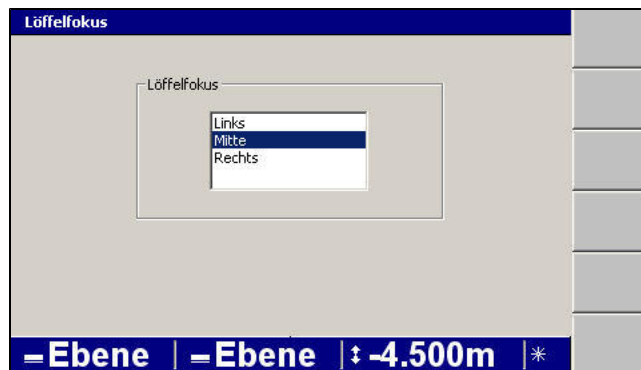 Löffelfokus
Löffelfokus
Links
Mitte
Rechts
Ebene Ebene -4.500m